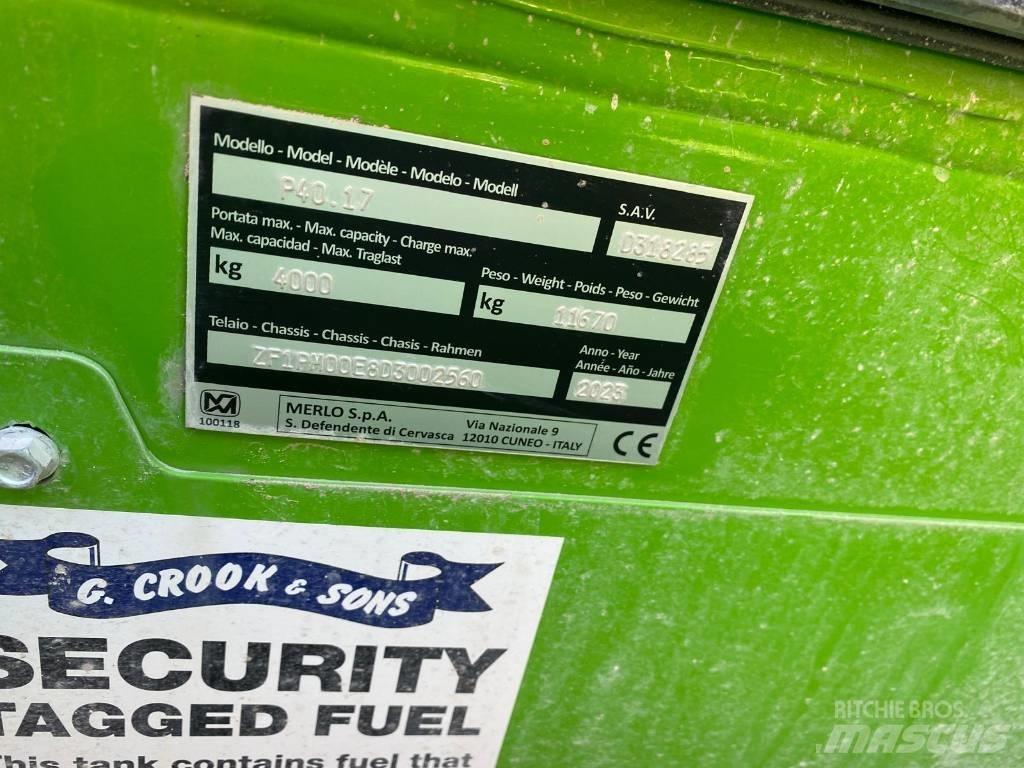 Modello - Model - Modèle - Modelo - Modell
P40.17
S.A.V.
D318285
Portata max. - Max. capacity - Charge max.
Max. capacidad - Max. Traglast
kg 4000
Peso - Weight - Poids - Peso - Gewicht
kg 11670
Telaio - Chassis - Chassis - Chasis - Rahmen
ZF1PM00E8D3002560
Anno - Year
Année - Año - Jahre
2023
100118
MERLO S.p.A.
S. Defendente di Cervasca
Via Nazionale 9
12010 CUNEO - ITALY
CE
G. CROOK & SONS
SECURITY
TAGGED FUEL
This tank contains fuel that
RITCHIE BROS.
MASCUS